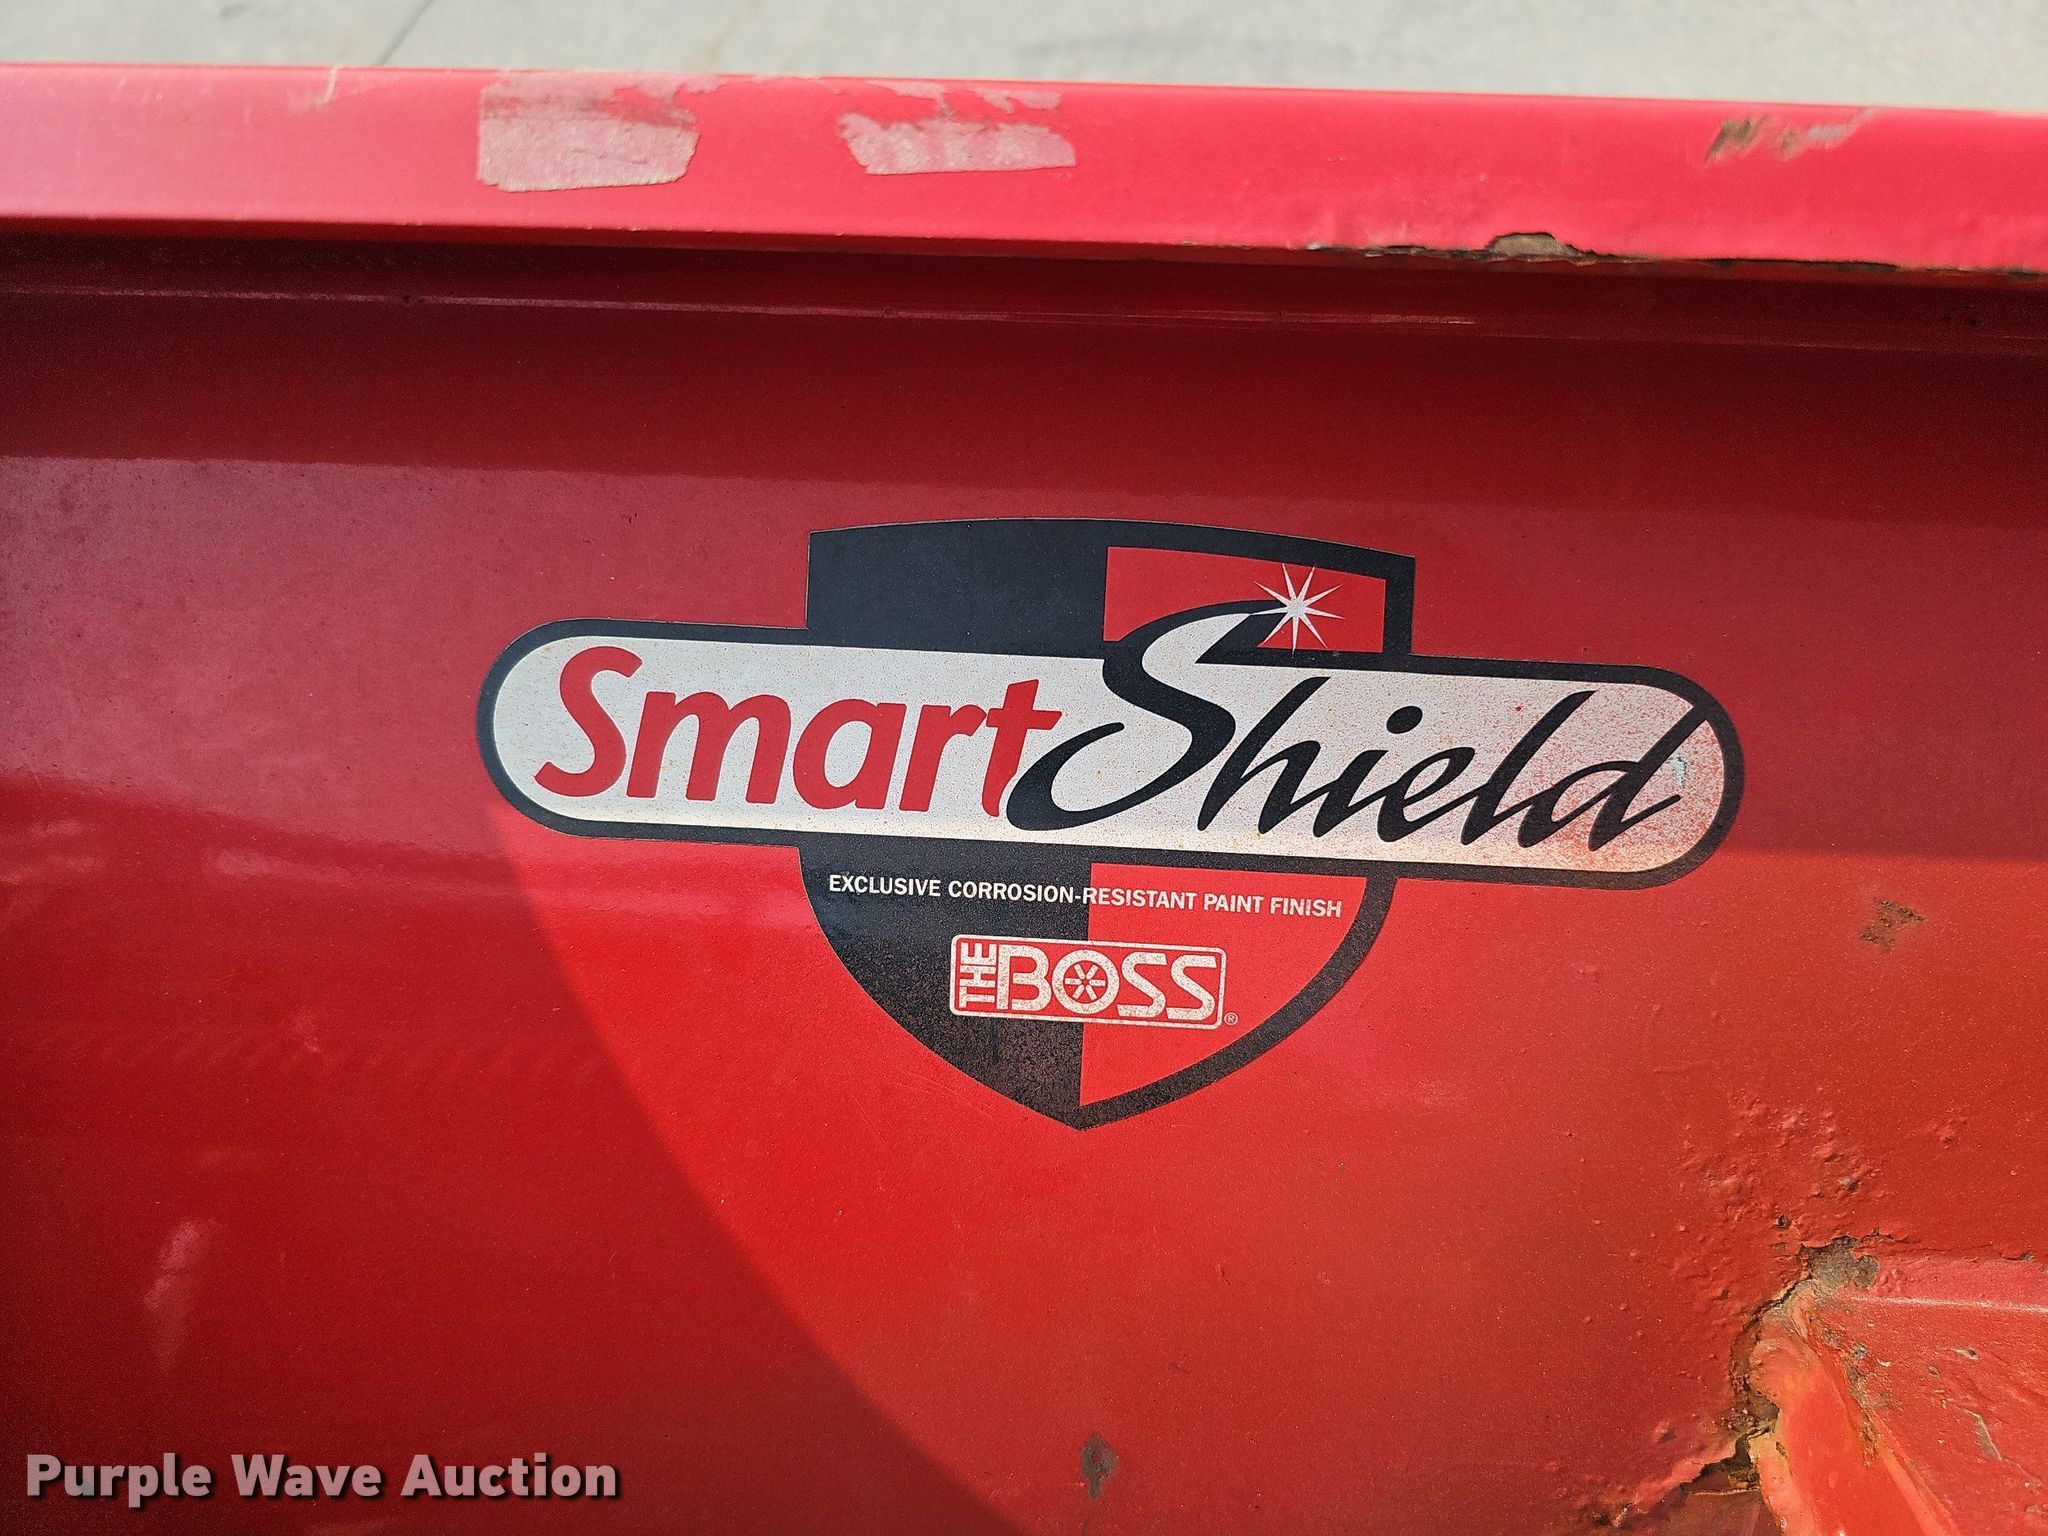 SmartShield
EXCLUSIVE CORROSION-RESISTANT PAINT FINISH
THE BOSS®
Purple Wave Auction